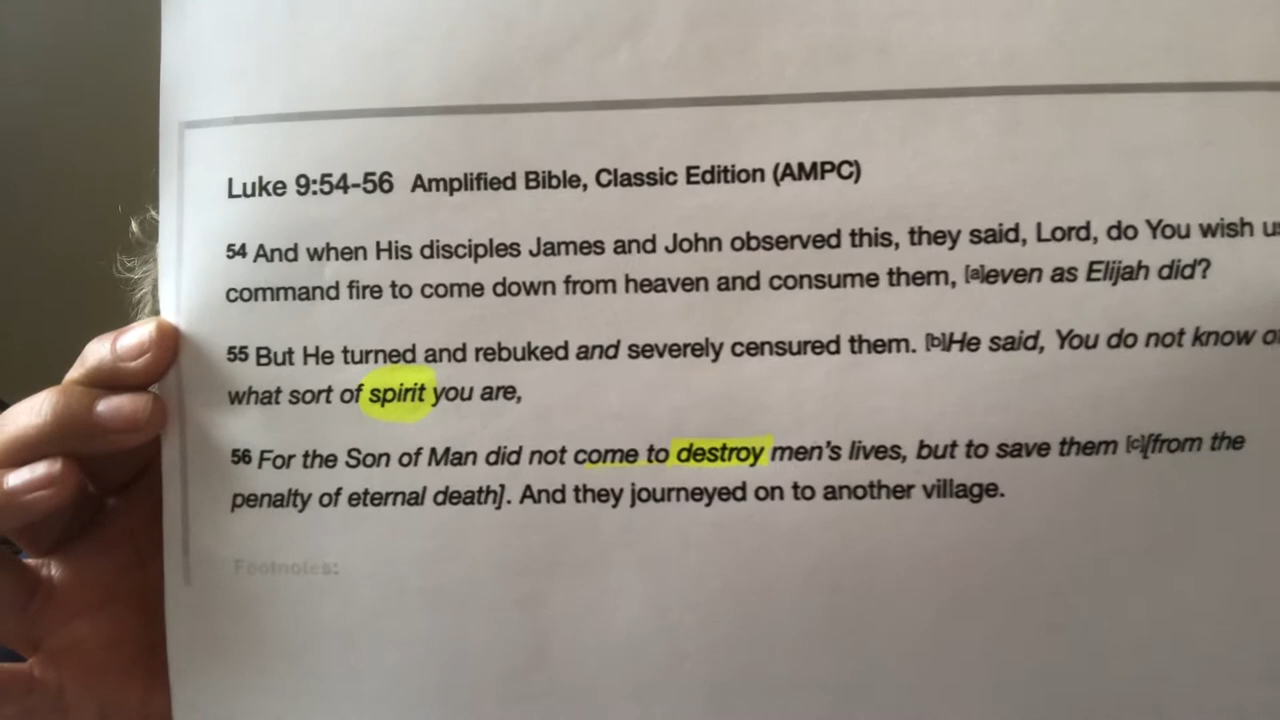 Luke 9:54-56 Amplified Bible, Classic Edition (AMPC)
54 And when His disciples James and John observed this, they said, Lord, do You wish
command fire to come down from heaven and consume them, [a]even as Elijah did?
55 But He turned and rebuked and severely censured them. [b]He said, You do not know
what sort of spirit you are,
56 For the Son of Man did not come to destroy men's lives, but to save them [c][from the
penalty of eternal death]. And they journeyed on to another village.
Footnotes: